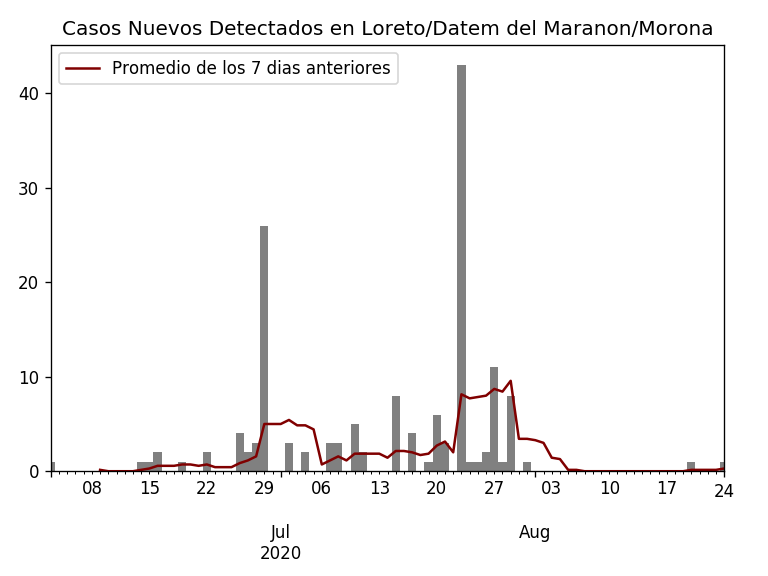 Casos Nuevos Detectados en Loreto/Datem del Maranon/Morona
Promedio de los 7 dias anteriores
40
30
20
10
0
08 15 22 29 06 13 20 27 03 10 17 24
Jul Aug
2020